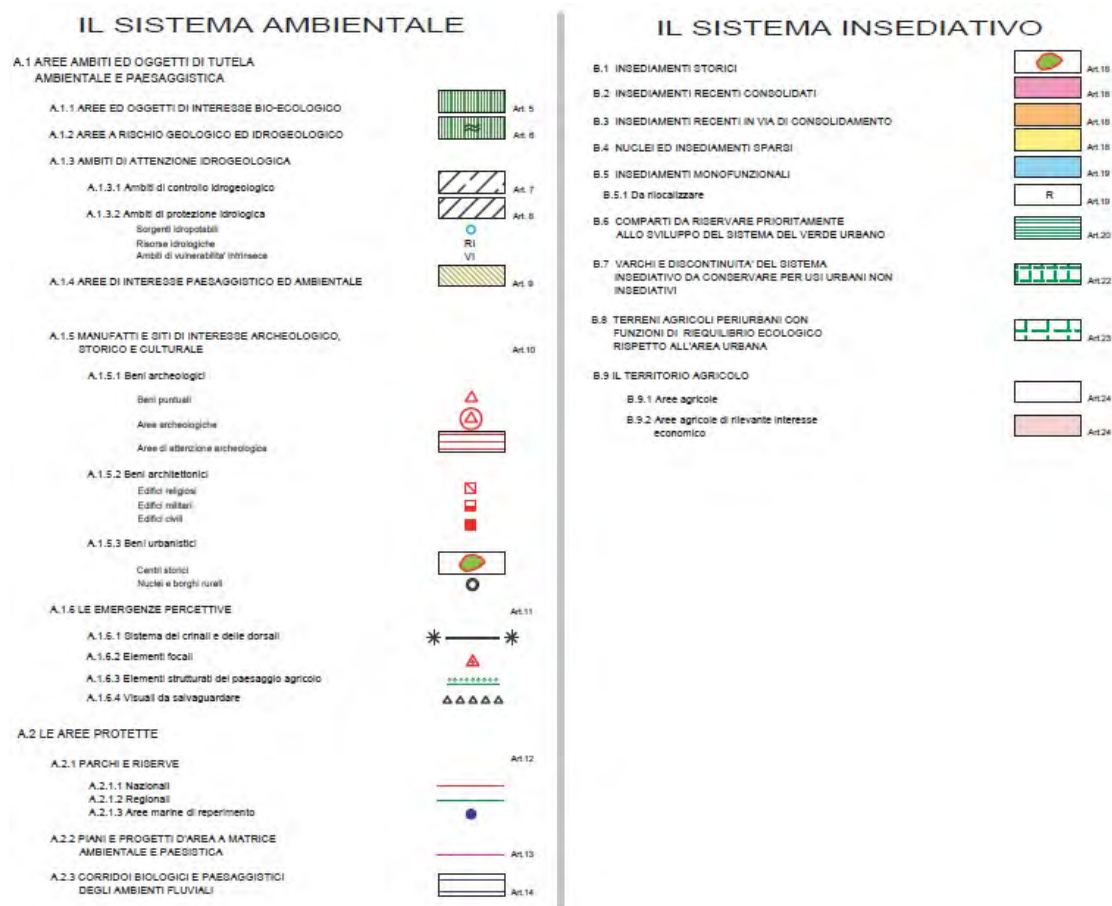 IL SISTEMA AMBIENTALE
A.1 AREE AMBITI ED OGGETTI DI TUTELA
AMBIENTALE E PAESAGGISTICA
A.1.1 AREE ED OGGETTI DI INTERESSE BIO-ECOLOGICO Art. 5
A.1.2 AREE A RISCHIO GEOLOGICO ED IDROGEOLOGICO Art. 6
A.1.3 AMBITI DI ATTENZIONE IDROGEOLOGICA
A.1.3.1 Ambiti di controllo idrogeologico Art. 7
A.1.3.2 Ambiti di protezione idrologica Art. 8
Sorgenti idropotabili
Risorse idrologiche RI
Ambiti di vulnerabilita' intrinseca VI
A.1.4 AREE DI INTERESSE PAESAGGISTICO ED AMBIENTALE Art. 9
A.1.5 MANUFATTI E SITI DI INTERESSE ARCHEOLOGICO, Art.10
STORICO E CULTURALE
A.1.5.1 Beni archeologici
Beni puntuali
Aree archeologiche
Aree di attenzione archeologica
A.1.5.2 Beni architettonici
Edifici religiosi
Edifici militari
Edifici civili
A.1.5.3 Beni urbanistici
Centri storici
Nuclei e borghi rurali
A.1.6 LE EMERGENZE PERCETTIVE Art.11
A.1.6.1 Sistema dei crinali e delle dorsali
A.1.6.2 Elementi focali
A.1.6.3 Elementi strutturati del paesaggio agricolo
A.1.6.4 Visuali da salvaguardare
A.2 LE AREE PROTETTE
A.2.1 PARCHI E RISERVE Art.12
A.2.1.1 Nazionali
A.2.1.2 Regionali
A.2.1.3 Aree marine di reperimento
A.2.2 PIANI E PROGETTI D'AREA A MATRICE
AMBIENTALE E PAESISTICA Art.13
A.2.3 CORRIDOI BIOLOGICI E PAESAGGISTICI
DEGLI AMBIENTI FLUVIALI Art.14
IL SISTEMA INSEDIATIVO
B.1 INSEDIAMENTI STORICI Art.18
B.2 INSEDIAMENTI RECENTI CONSOLIDATI Art.18
B.3 INSEDIAMENTI RECENTI IN VIA DI CONSOLIDAMENTO Art.18
B.4 NUCLEI ED INSEDIAMENTI SPARSI Art.18
B.5 INSEDIAMENTI MONOFUNZIONALI Art.19
B.5.1 Da rilocalizzare R Art.19
B.6 COMPARTI DA RISERVARE PRIORITAMENTE
ALLO SVILUPPO DEL SISTEMA DEL VERDE URBANO Art.20
B.7 VARCHI E DISCONTINUITA' DEL SISTEMA
INSEDIATIVO DA CONSERVARE PER USI URBANI NON Art.22
INSEDIATIVI
B.8 TERRENI AGRICOLI PERIURBANI CON
FUNZIONI DI RIEQUILIBRIO ECOLOGICO Art.23
RISPETTO ALL'AREA URBANA
B.9 IL TERRITORIO AGRICOLO
B.9.1 Aree agricole Art.24
B.9.2 Aree agricole di rilevante interesse Art.24
economico